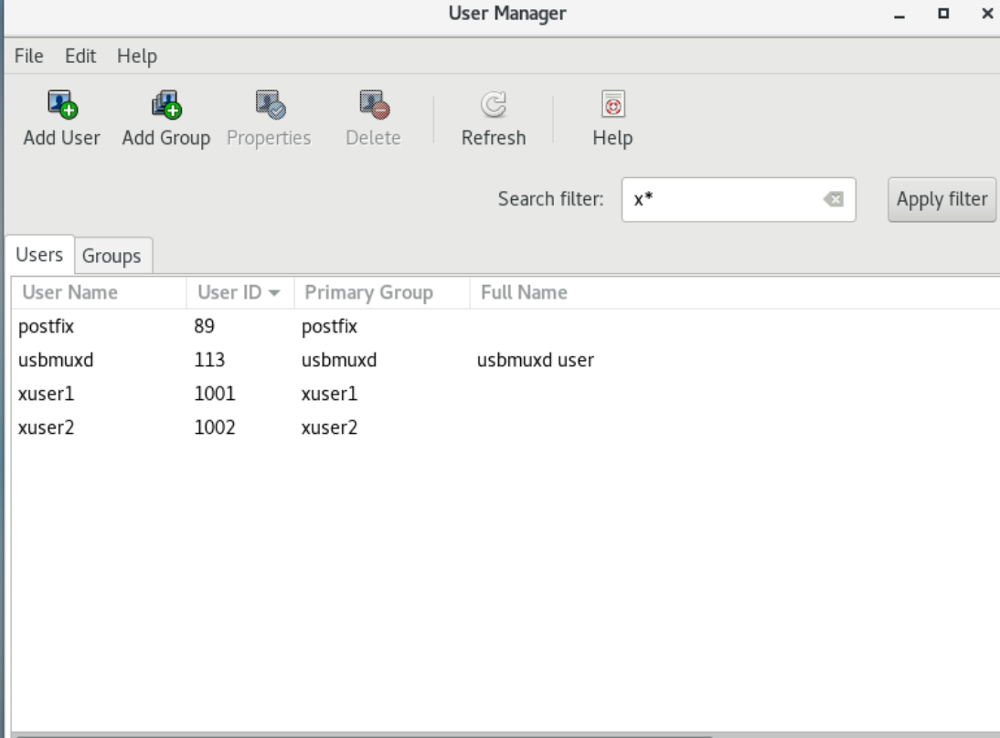 User Manager
File Edit Help
Add User Add Group Properties Delete Refresh Help
Search filter: x* Apply filter
Users Groups
User Name User ID Primary Group Full Name
postfix 89 postfix
usbmuxd 113 usbmuxd usbmuxd user
xuser1 1001 xuser1
xuser2 1002 xuser2